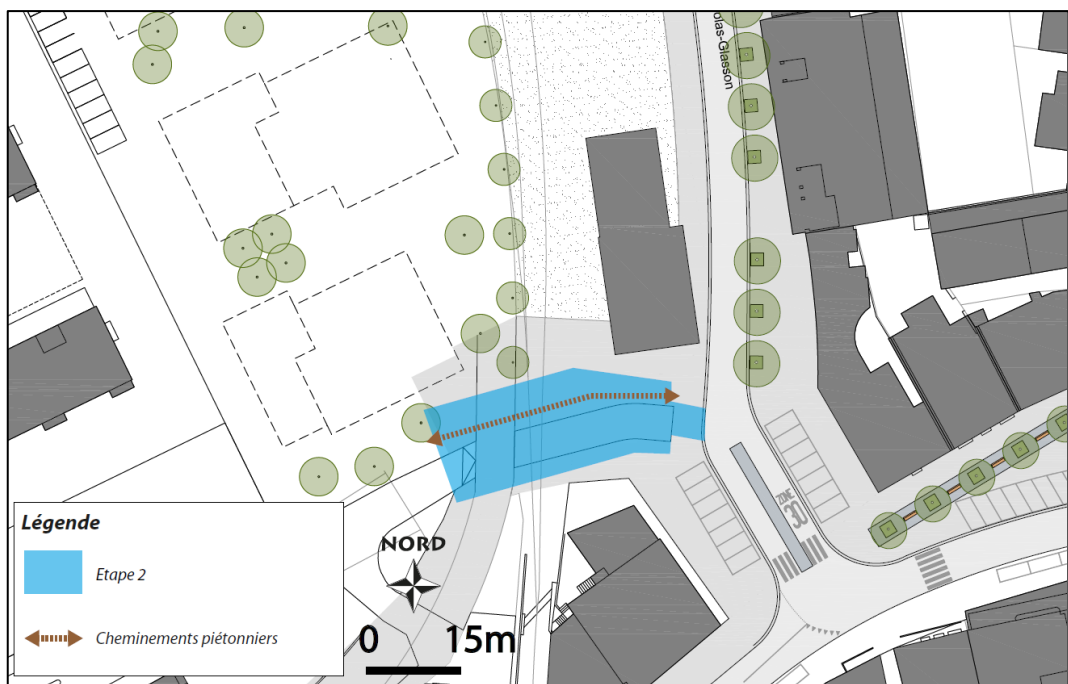 olas-Glasson
ZONE
30
Légende
Etape 2
Cheminements piétonniers
NORD
0 15m